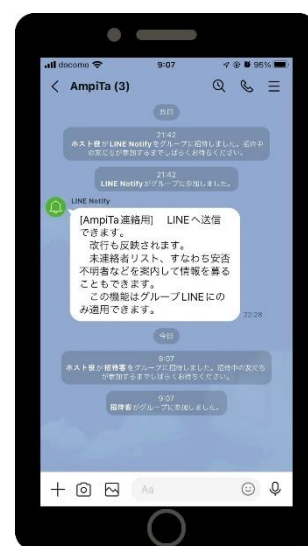 docomo 9:07 95%
AmpiTa (3)
昨日
21:42
ホスト役がLINE Notifyをグループに招待しました。招待中
の友だちが参加するまでしばらくお待ちください。
21:42
LINE Notifyがグループに参加しました。
LINE Notify
[AmpiTa連絡用] LINEへ送信
できます。
改行も反映されます。
未連絡者リスト、すなわち安否
不明者などを案内して情報を募る
こともできます。
この機能はグループLINEにの
み適用できます。
22:28
今日
9:07
ホスト役が招待客をグループに招待しました。招待中の友だち
が参加するまでしばらくお待ちください。
9:07
招待客がグループに参加しました。
Aa